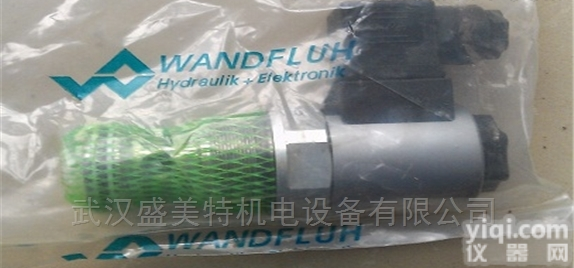 WANDFLUH
Hydraulik + Elektronik
武汉盛美特机电设备有限公司
WANDFLUH
yiqi.com
仪器网